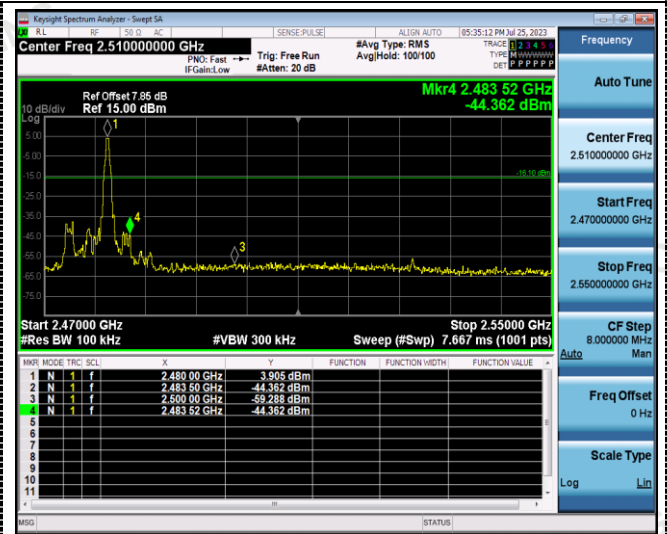 Keysight Spectrum Analyzer - Swept SA
RL RF 50 Ω AC SENSE:PULSE ALIGN AUTO 05:35:12 PM Jul 25, 2023
Center Freq 2.510000000 GHz
PNO: Fast
IFGain:Low
Trig: Free Run
#Atten: 20 dB
#Avg Type: RMS
Avg|Hold: 100/100
TRACE 1 2 3 4 5 6
TYPE M W W W W W
DET P P P P P P
Frequency
Auto Tune
Center Freq
2.510000000 GHz
Start Freq
2.470000000 GHz
Stop Freq
2.550000000 GHz
CF Step
8.000000 MHz
Auto Man
Freq Offset
0 Hz
Scale Type
Log Lin
Mkr4 2.483 52 GHz
-44.362 dBm
Ref Offset 7.85 dB
10 dB/div Ref 15.00 dBm
Log
5.00
-5.00
-15.0
-25.0
-35.0
-45.0
-55.0
-65.0
-75.0
1
4
3
-16.10 dBm
Start 2.47000 GHz Stop 2.55000 GHz
#Res BW 100 kHz #VBW 300 kHz Sweep (#Swp) 7.667 ms (1001 pts)
MKR MODE TRC SCL X Y FUNCTION FUNCTION WIDTH FUNCTION VALUE
1 N 1 f 2.480 00 GHz 3.905 dBm
2 N 1 f 2.483 50 GHz -44.362 dBm
3 N 1 f 2.500 00 GHz -59.288 dBm
4 N 1 f 2.483 52 GHz -44.362 dBm
5
6
7
8
9
10
11
MSG STATUS